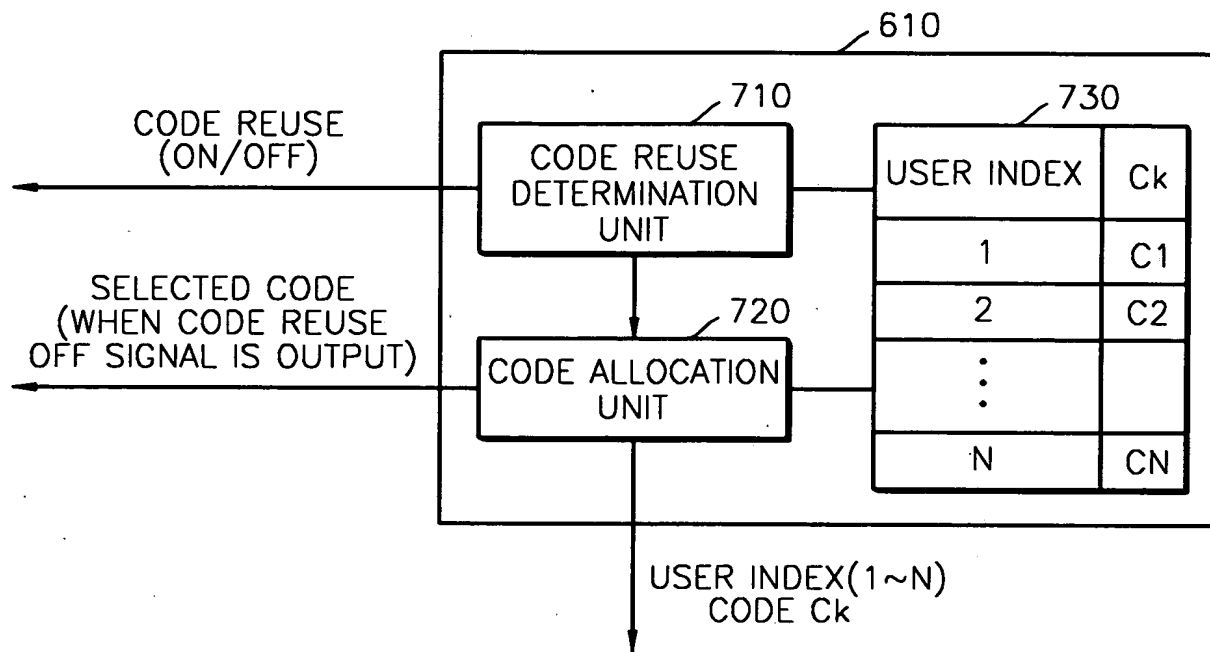 610
710
730
CODE REUSE
(ON/OFF)
CODE REUSE
DETERMINATION
UNIT
USER INDEX Ck
1 C1
2 C2
N CN
SELECTED CODE
(WHEN CODE REUSE
OFF SIGNAL IS OUTPUT)
720
CODE ALLOCATION
UNIT
USER INDEX(1~N)
CODE Ck